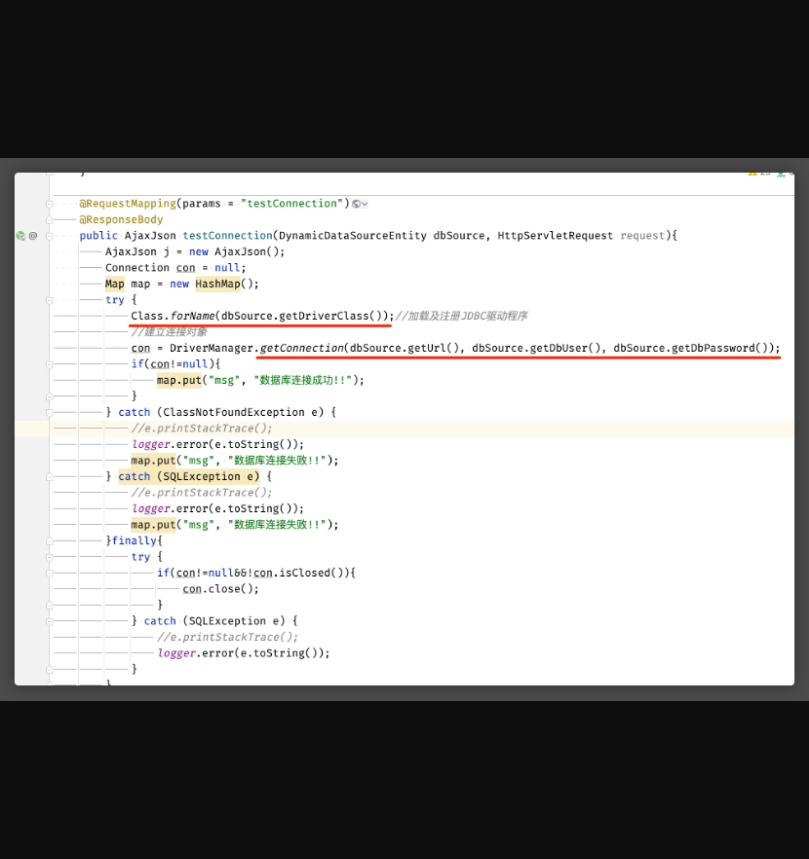 }
@RequestMapping(params = "testConnection")
@ResponseBody
public AjaxJson testConnection(DynamicDataSourceEntity dbSource, HttpServletRequest request){
AjaxJson j = new AjaxJson();
Connection con = null;
Map map = new HashMap();
try {
Class.forName(dbSource.getDriverClass());//加载及注册JDBC驱动程序
//建立连接对象
con = DriverManager.getConnection(dbSource.getUrl(), dbSource.getDbUser(), dbSource.getDbPassword());
if(con!=null){
map.put("msg", "数据库连接成功!!");
}
} catch (ClassNotFoundException e) {
//e.printStackTrace();
logger.error(e.toString());
map.put("msg", "数据库连接失败!!");
} catch (SQLException e) {
//e.printStackTrace();
logger.error(e.toString());
map.put("msg", "数据库连接失败!!");
}finally{
try {
if(con!=null&&!con.isClosed()){
con.close();
}
} catch (SQLException e) {
//e.printStackTrace();
logger.error(e.toString());
}
}